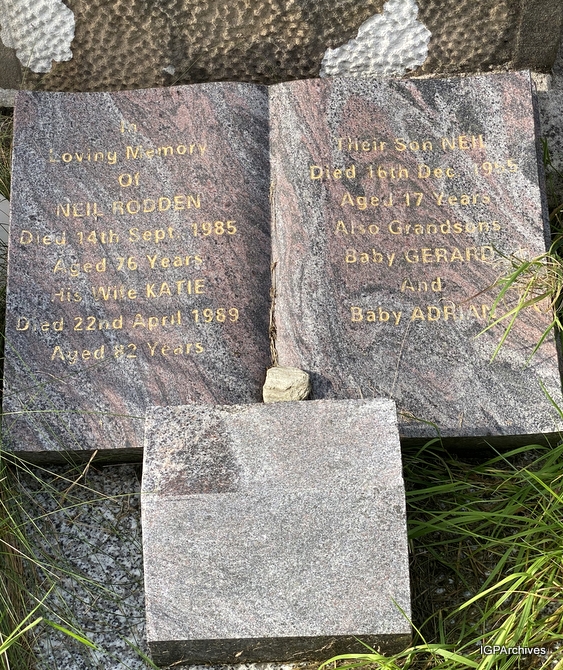 In
Loving Memory
Of
NEIL RODDEN
Died 14th Sept. 1985
Aged 76 Years
His Wife KATIE
Died 22nd April 1989
Aged 82 Years
Their Son NEIL
Died 16th Dec.
Aged 17 Years
Also Grandsons
Baby GERARD
And
Baby ADRIAN
IGPArchives